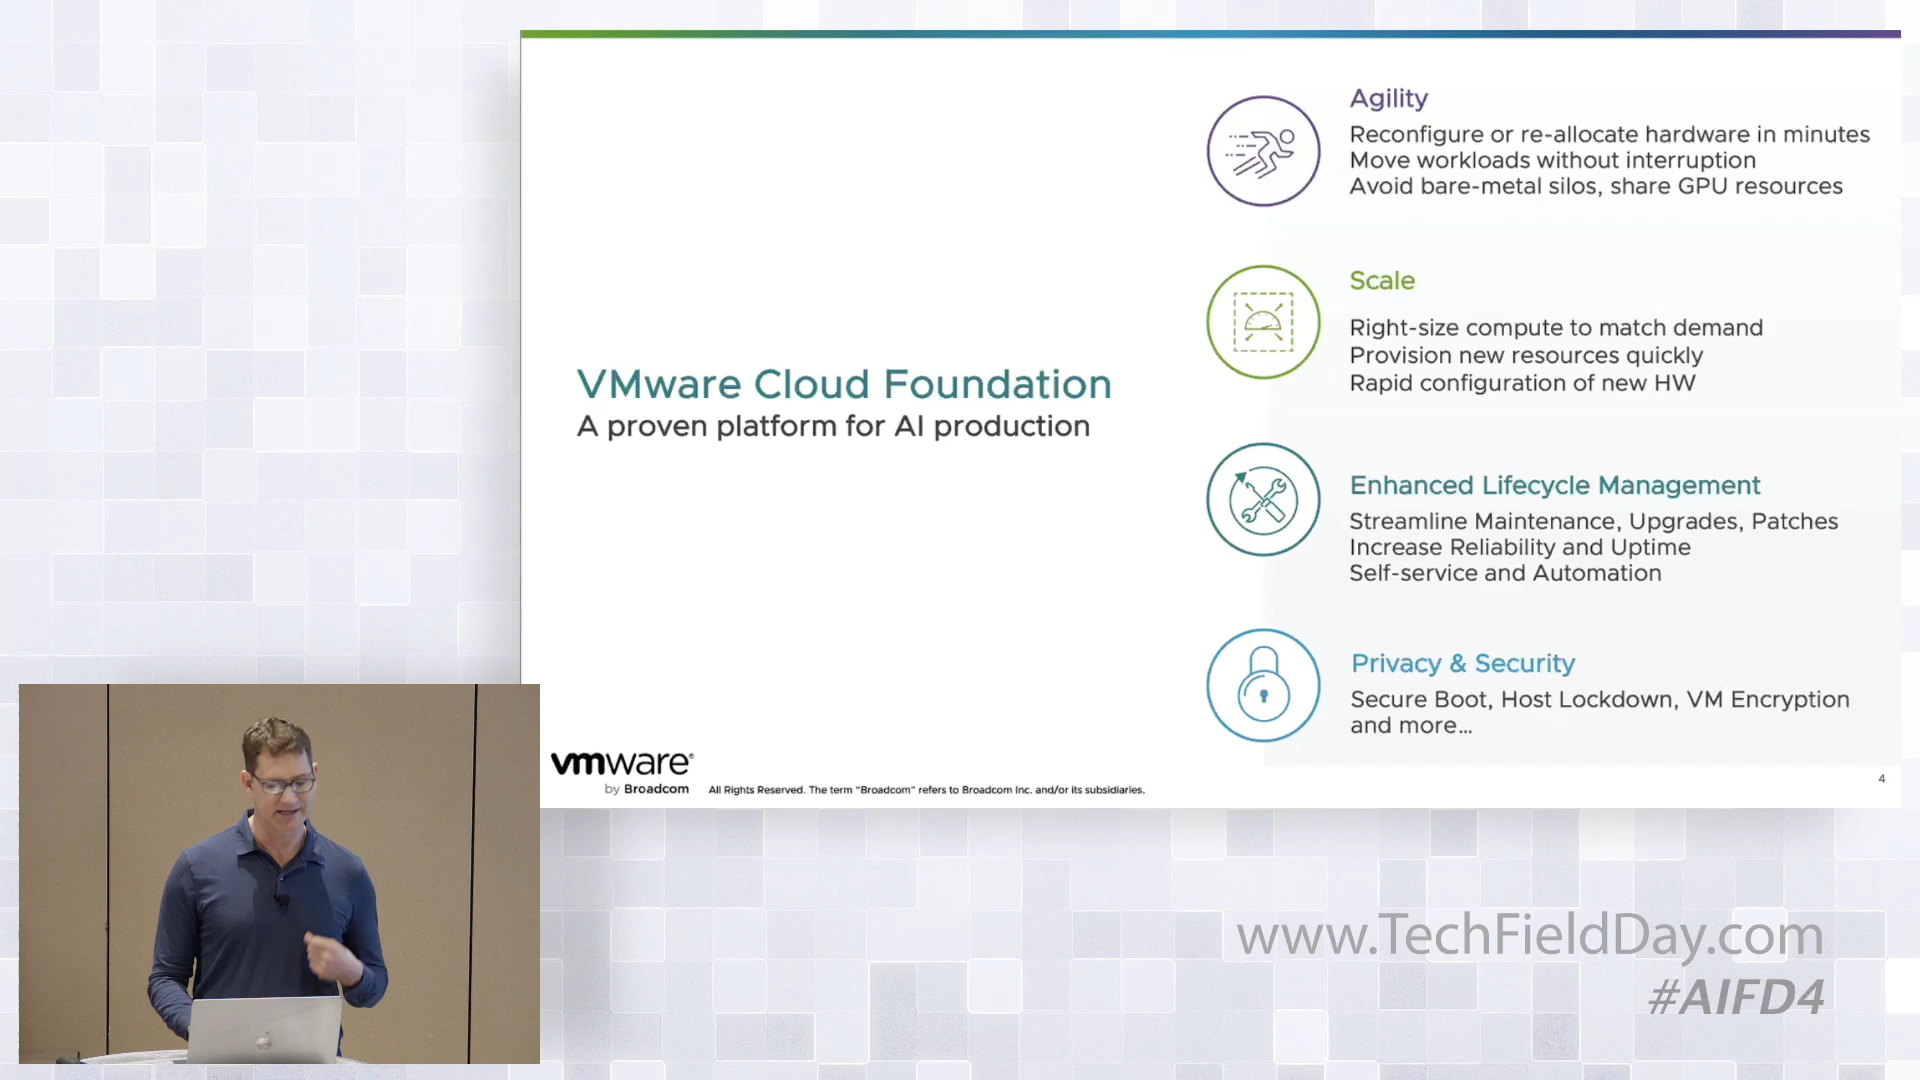 VMware Cloud Foundation
A proven platform for AI production
Agility
Reconfigure or re-allocate hardware in minutes
Move workloads without interruption
Avoid bare-metal silos, share GPU resources
Scale
Right-size compute to match demand
Provision new resources quickly
Rapid configuration of new HW
Enhanced Lifecycle Management
Streamline Maintenance, Upgrades, Patches
Increase Reliability and Uptime
Self-service and Automation
Privacy & Security
Secure Boot, Host Lockdown, VM Encryption
and more...
vmware®
by Broadcom
All Rights Reserved. The term “Broadcom” refers to Broadcom Inc. and/or its subsidiaries.
4
www.TechFieldDay.com
#AIFD4